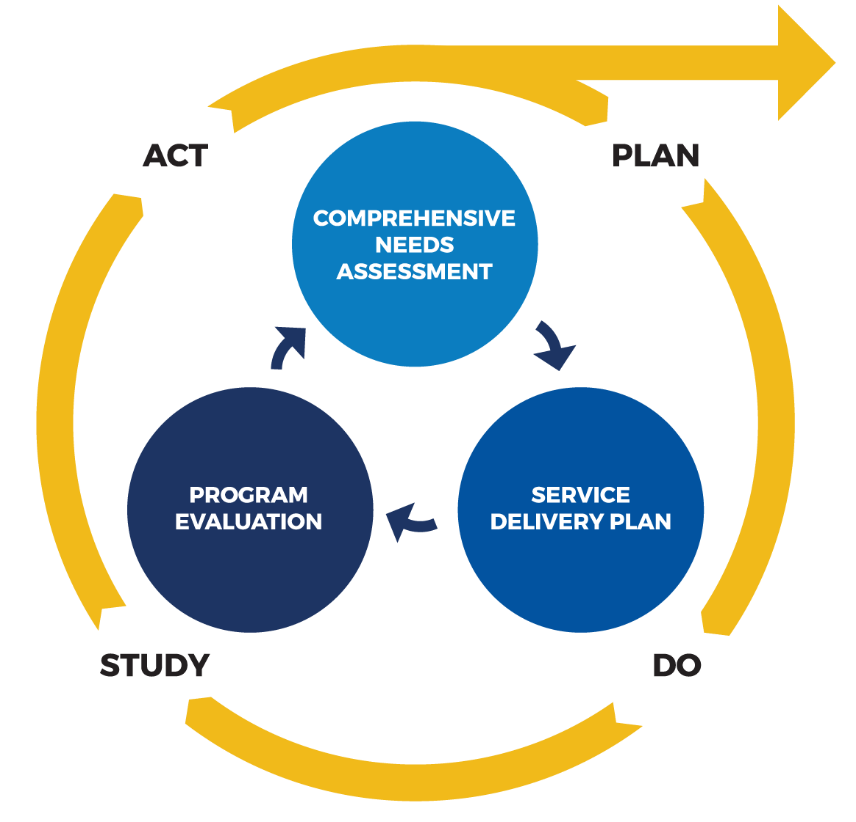 ACT
PLAN
COMPREHENSIVE
NEEDS
ASSESSMENT
PROGRAM
EVALUATION
SERVICE
DELIVERY PLAN
STUDY
DO